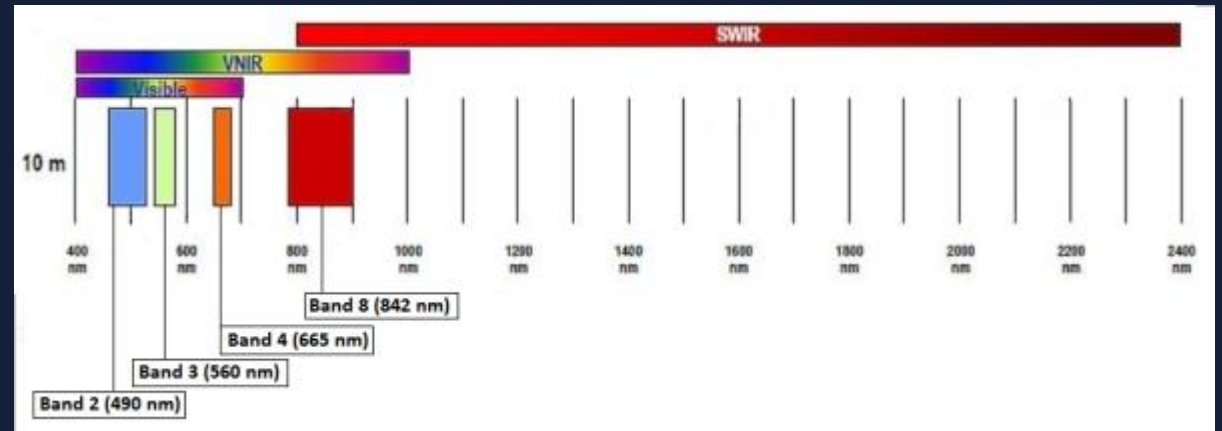 SWIR
VNIR
Visible
10 m
400 nm
600 nm
800 nm
1000 nm
1200 nm
1400 nm
1600 nm
1800 nm
2000 nm
2200 nm
2400 nm
Band 8 (842 nm)
Band 4 (665 nm)
Band 3 (560 nm)
Band 2 (490 nm)